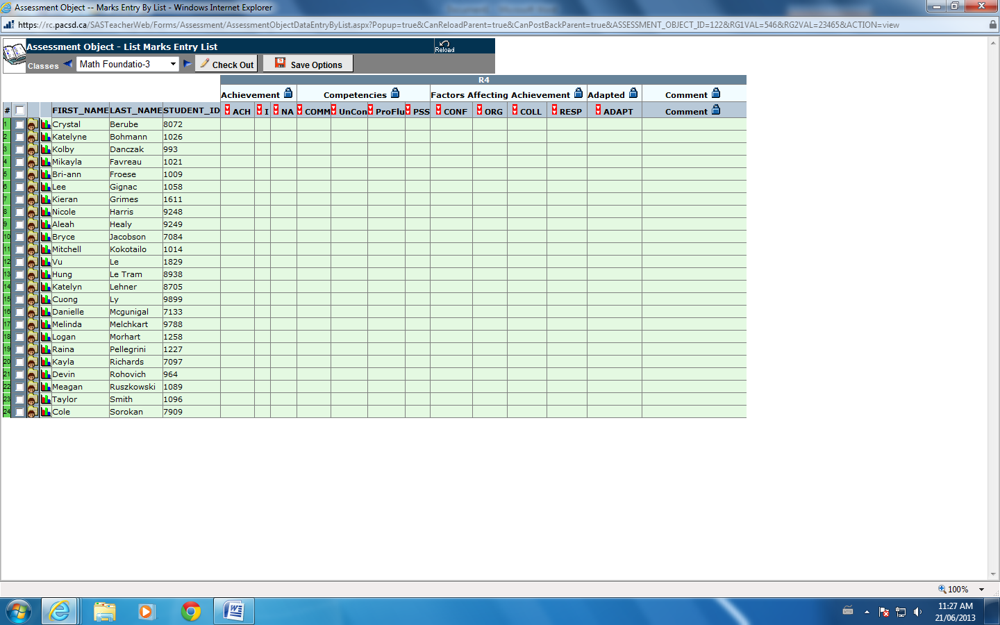 Assessment Object -- Marks Entry By List - Windows Internet Explorer
https://rc.pacsd.ca/SASTeacherWeb/Forms/Assessment/AssessmentObjectDataEntryByList.aspx?Popup=true&CanReloadParent=true&CanPostBackParent=true&ASSESSMENT_OBJECT_ID=122&RG1VAL=546&RG2VAL=23465&ACTION=view
Assessment Object - List Marks Entry List Reload
Classes Math Foundatio-3 Check Out Save Options
R4
Achievement Competencies Factors Affecting Achievement Adapted Comment
# FIRST_NAME LAST_NAME STUDENT_ID ACH I NA COMM UnCon ProFlu PSS CONF ORG COLL RESP ADAPT Comment
1 Crystal Berube 8072
2 Katelyne Bohmann 1026
3 Kolby Danczak 993
4 Mikayla Favreau 1021
5 Bri-ann Froese 1009
6 Lee Gignac 1058
7 Kieran Grimes 1611
8 Nicole Harris 9248
9 Aleah Healy 9249
10 Bryce Jacobson 7084
11 Mitchell Kokotailo 1014
12 Vu Le 1829
13 Hung Le Tram 8938
14 Katelyn Lehner 8705
15 Cuong Ly 9899
16 Danielle Mcgunigal 7133
17 Melinda Melchkart 9788
18 Logan Morhart 1258
19 Raina Pellegrini 1227
20 Kayla Richards 7097
21 Devin Rohovich 964
22 Meagan Ruszkowski 1089
23 Taylor Smith 1096
24 Cole Sorokan 7909
100%
11:27 AM
21/06/2013